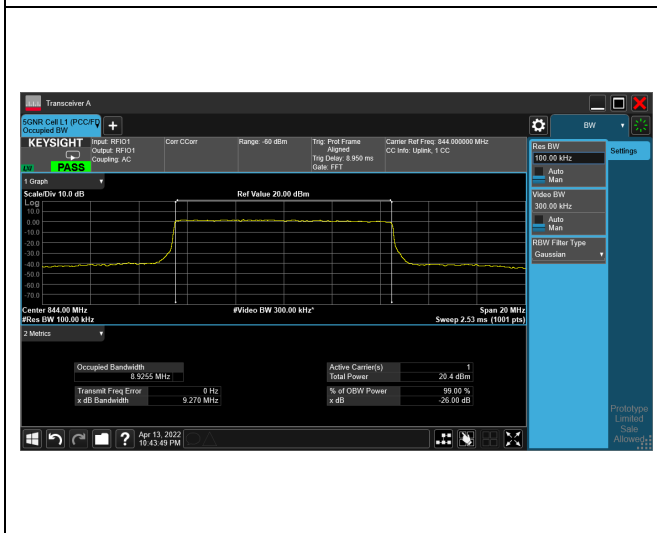 Transceiver A
5GNR Cell L1 (PCC/FD
Occupied BW
KEYSIGHT
LU
PASS
Input: RFIO1
Output: RFIO1
Coupling: AC
Corr CCorr
Range: -60 dBm
Trig: Prot Frame
Aligned
Trig Delay: 8.950 ms
Gate: FFT
Carrier Ref Freq: 844.000000 MHz
CC Info: Uplink, 1 CC
1 Graph
Scale/Div 10.0 dB
Ref Value 20.00 dBm
Log
10.0
0.00
-10.0
-20.0
-30.0
-40.0
-50.0
-60.0
-70.0
Center 844.00 MHz
#Video BW 300.00 kHz*
Span 20 MHz
#Res BW 100.00 kHz
Sweep 2.53 ms (1001 pts)
2 Metrics
Occupied Bandwidth
8.9255 MHz
Active Carrier(s) 1
Total Power 20.4 dBm
Transmit Freq Error 0 Hz
x dB Bandwidth 9.270 MHz
% of OBW Power 99.00 %
x dB -26.00 dB
BW
Settings
Res BW
100.00 kHz
Auto
Man
Video BW
300.00 kHz
Auto
Man
RBW Filter Type
Gaussian
Prototype
Limited
Sale
Allowed
?
Apr 13, 2022
10:43:49 PM